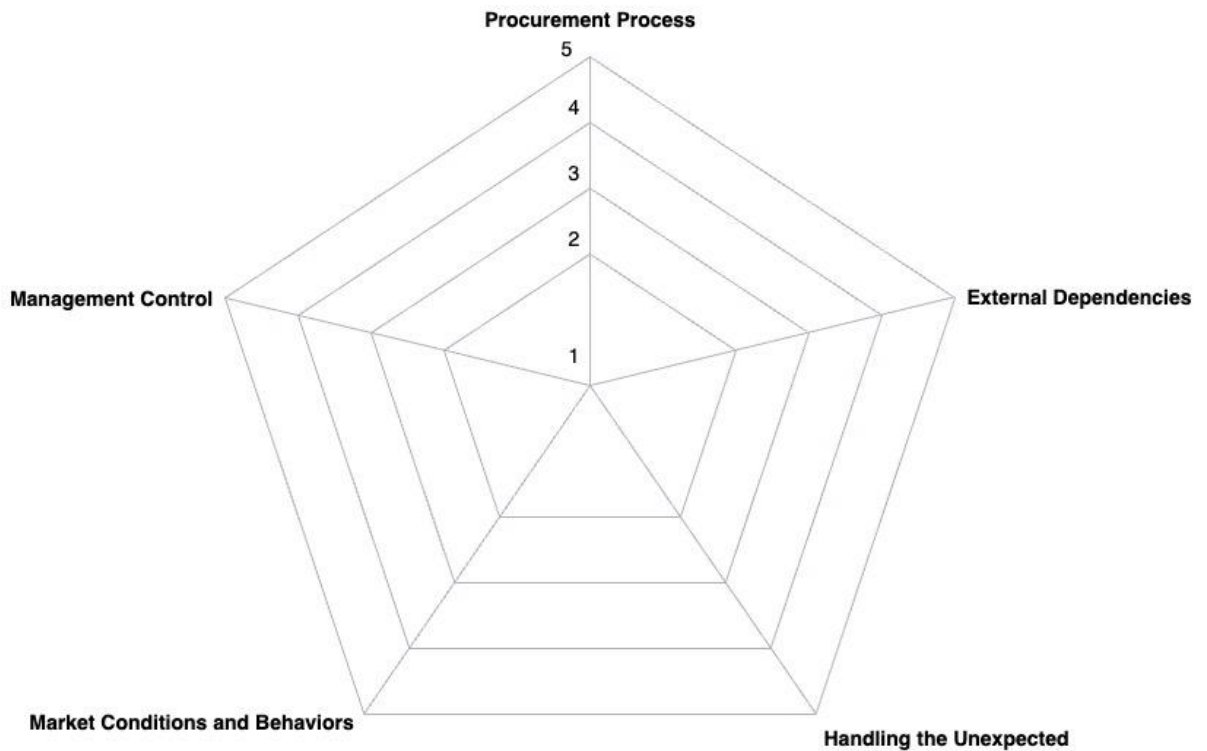 Procurement Process
5
4
3
2
1
Management Control
External Dependencies
Market Conditions and Behaviors
Handling the Unexpected